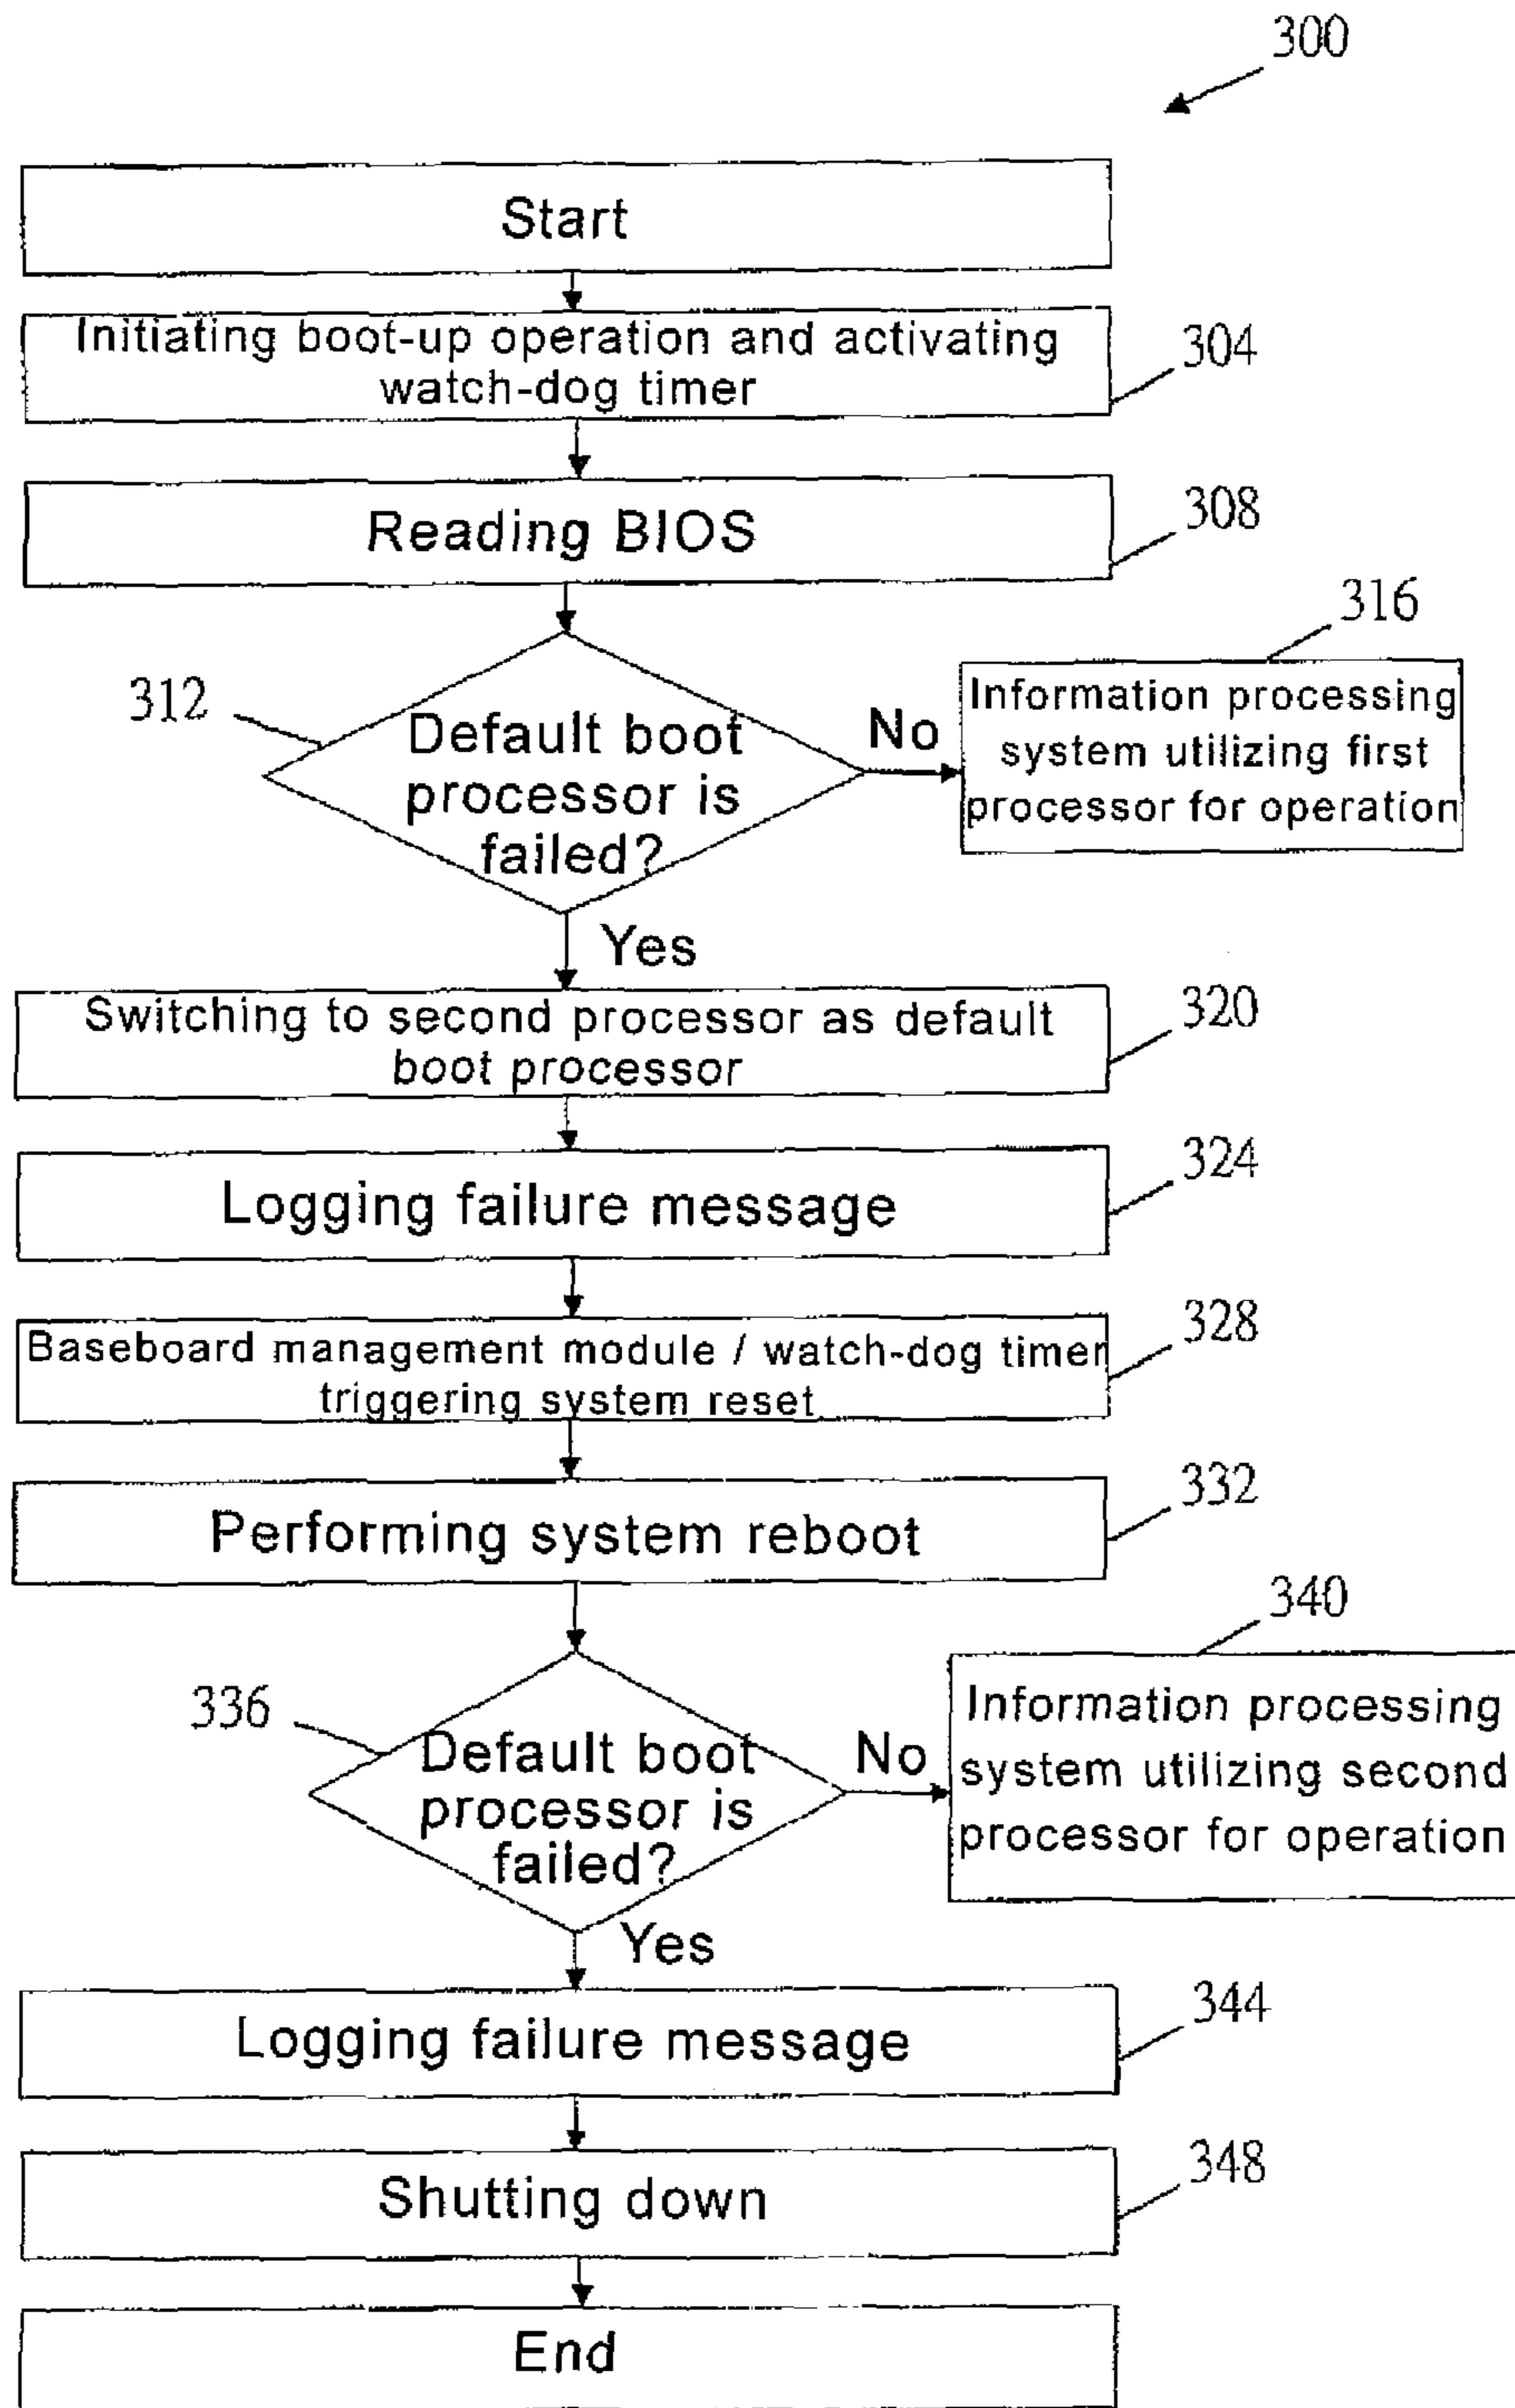 300
Start
Initiating boot-up operation and activating
watch-dog timer
304
Reading BIOS
308
312
Default boot
processor is
failed?
No
316
Information processing
system utilizing first
processor for operation
Yes
Switching to second processor as default
boot processor
320
Logging failure message
324
Baseboard management module / watch-dog timer
triggering system reset
328
Performing system reboot
332
336
Default boot
processor is
failed?
No
340
Information processing
system utilizing second
processor for operation
Yes
Logging failure message
344
Shutting down
348
End